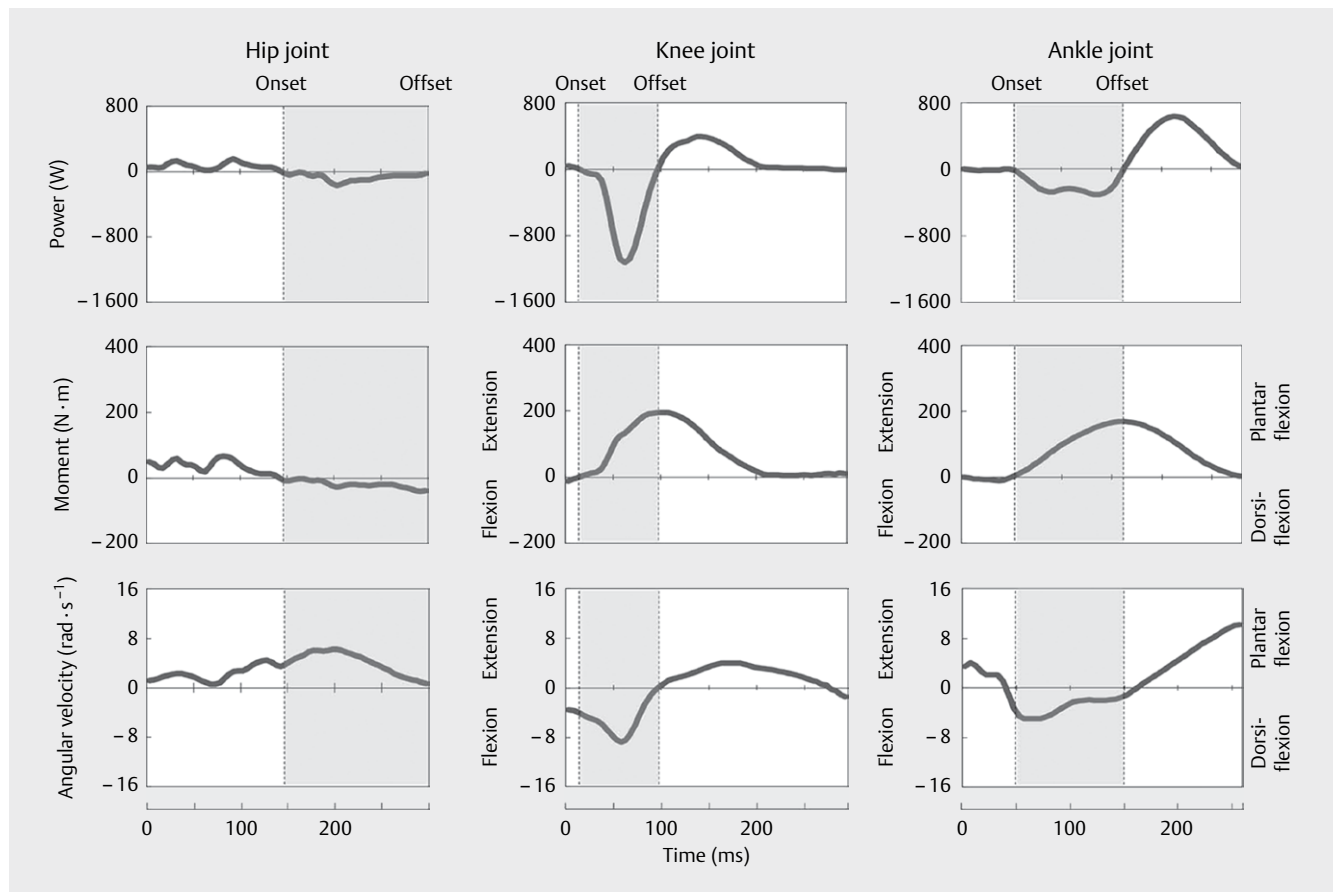 Hip joint
Knee joint
Ankle joint
Onset
Offset
Onset
Offset
Onset
Offset
Power (W)
800
0
– 800
– 1600
800
0
– 800
– 1600
800
0
– 800
– 1600
Moment (N·m)
400
200
0
– 200
Extension
Flexion
400
200
0
– 200
Extension
Flexion
400
200
0
– 200
Plantar
flexion
Dorsi-
flexion
Angular velocity (rad·s⁻¹)
16
8
0
– 8
– 16
Extension
Flexion
16
8
0
– 8
– 16
Extension
Flexion
16
8
0
– 8
– 16
Plantar
flexion
Dorsi-
flexion
0 100 200
0 100 200
0 100 200
Time (ms)